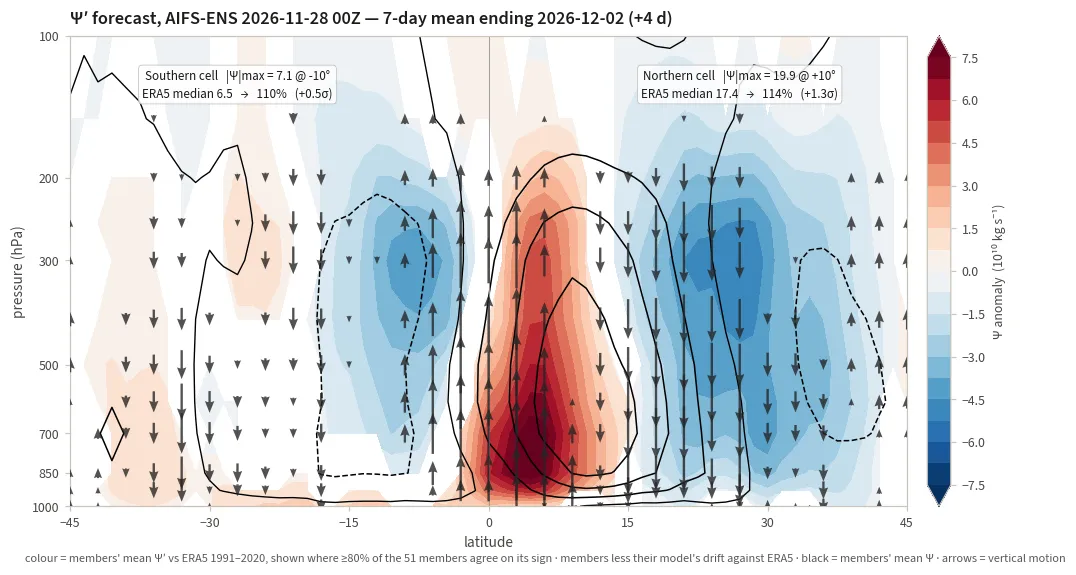 Ψ′ forecast, AIFS-ENS 2026-11-28 00Z — 7-day mean ending 2026-12-02 (+4 d)
Southern cell |Ψ|max = 7.1 @ -10°
ERA5 median 6.5 → 110% (+0.5σ)
Northern cell |Ψ|max = 19.9 @ +10°
ERA5 median 17.4 → 114% (+1.3σ)
pressure (hPa)
100
200
300
500
700
850
1000
−45
−30
−15
0
15
30
45
latitude
7.5
6.0
4.5
3.0
1.5
0.0
−1.5
−3.0
−4.5
−6.0
−7.5
Ψ anomaly (10¹⁰ kg s⁻¹)
colour = members' mean Ψ′ vs ERA5 1991–2020, shown where ≥80% of the 51 members agree on its sign · members less their model's drift against ERA5 · black = members' mean Ψ · arrows = vertical motion